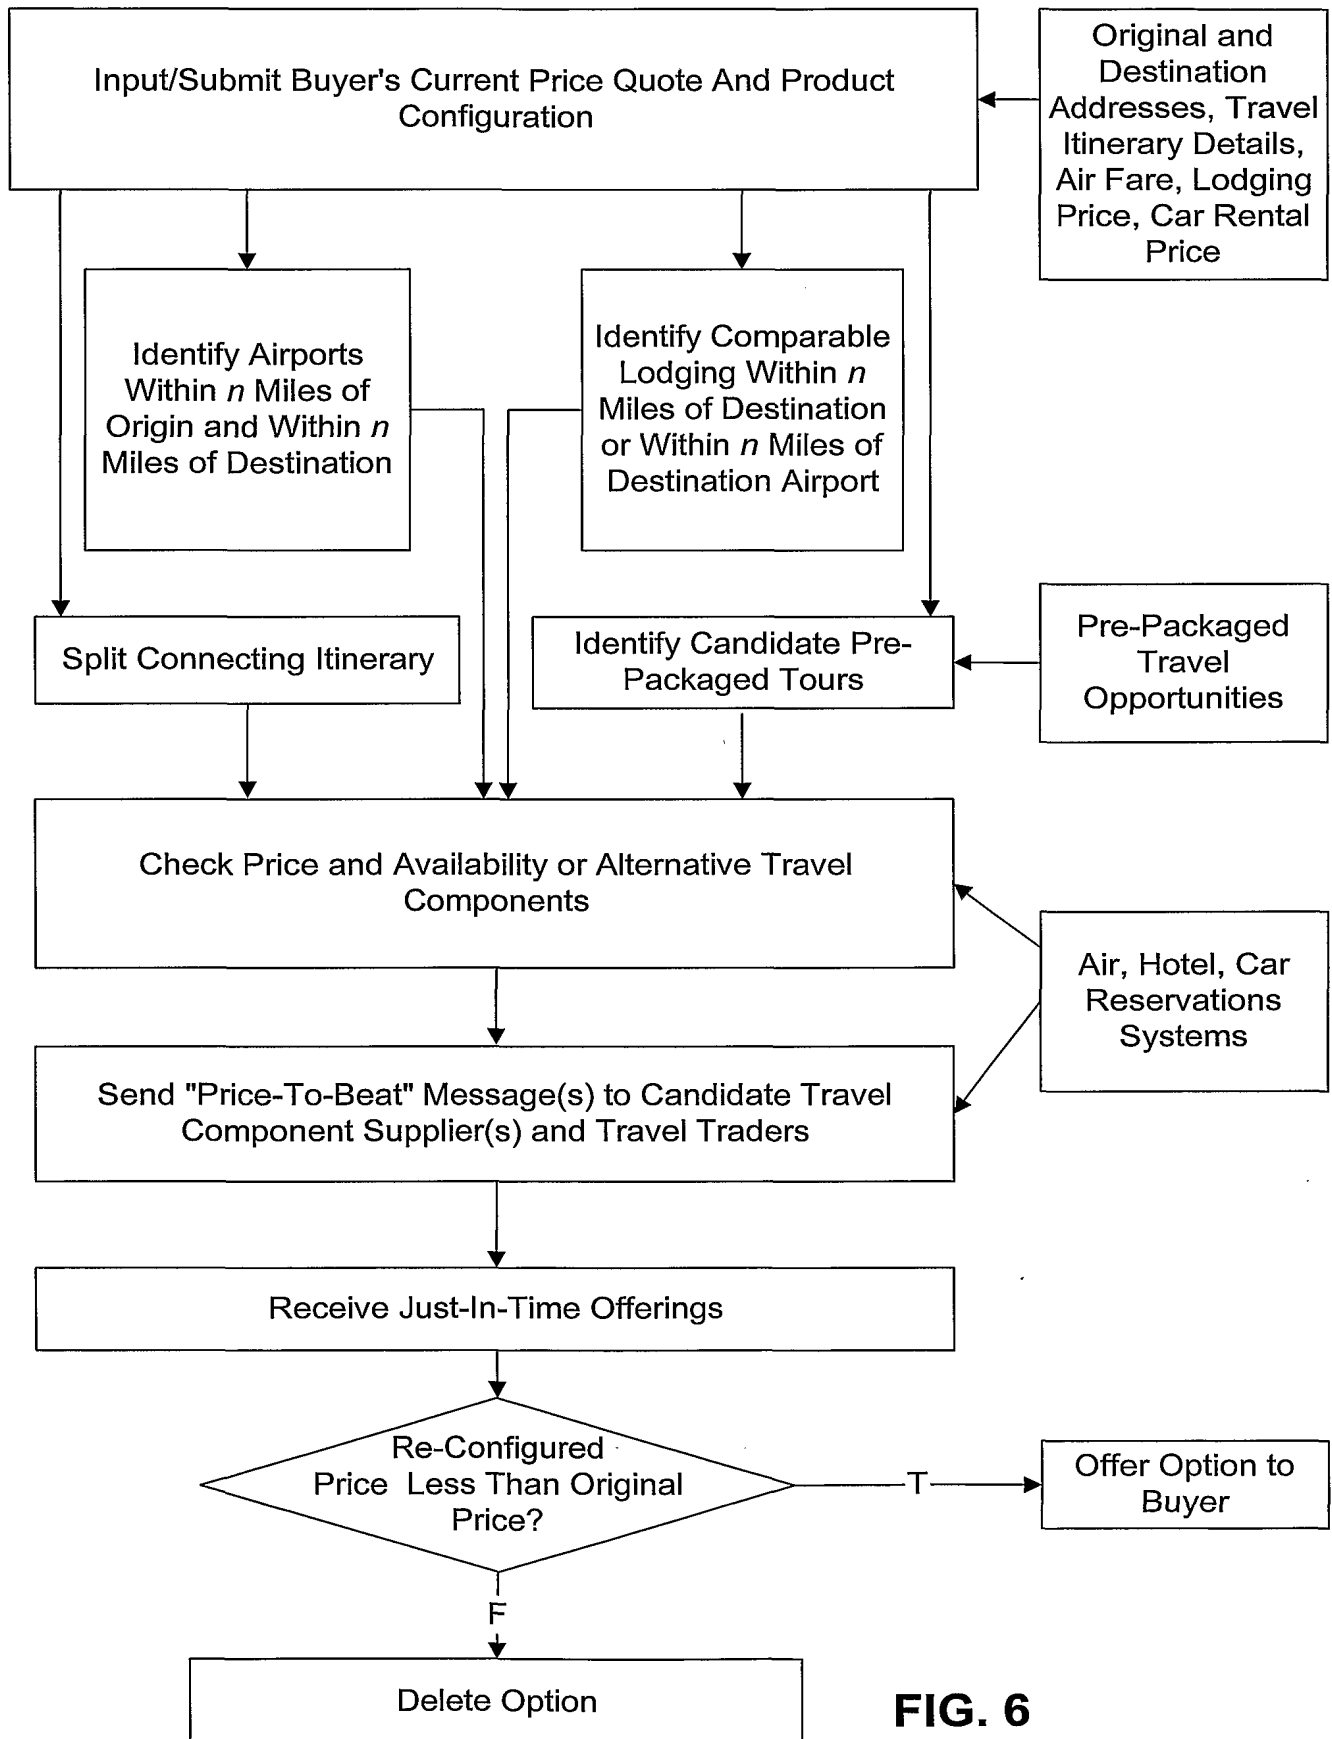 Input/Submit Buyer's Current Price Quote And Product
Configuration
Original and
Destination
Addresses, Travel
Itinerary Details,
Air Fare, Lodging
Price, Car Rental
Price
Identify Airports
Within n Miles of
Origin and Within n
Miles of Destination
Identify Comparable
Lodging Within n
Miles of Destination
or Within n Miles of
Destination Airport
Split Connecting Itinerary
Identify Candidate Pre-
Packaged Tours
Pre-Packaged
Travel
Opportunities
Check Price and Availability or Alternative Travel
Components
Air, Hotel, Car
Reservations
Systems
Send "Price-To-Beat" Message(s) to Candidate Travel
Component Supplier(s) and Travel Traders
Receive Just-In-Time Offerings
Re-Configured
Price Less Than Original
Price?
T
Offer Option to
Buyer
F
Delete Option
FIG. 6